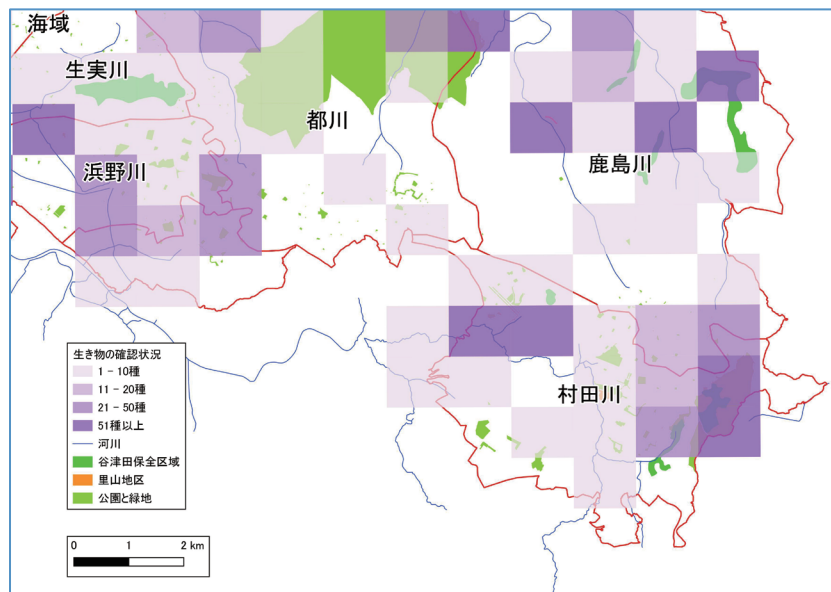 海域
生実川
都川
浜野川
鹿島川
村田川
生き物の確認状況
1 - 10種
11 - 20種
21 - 50種
51種以上
河川
谷津田保全区域
里山地区
公園と緑地
0 1 2 km